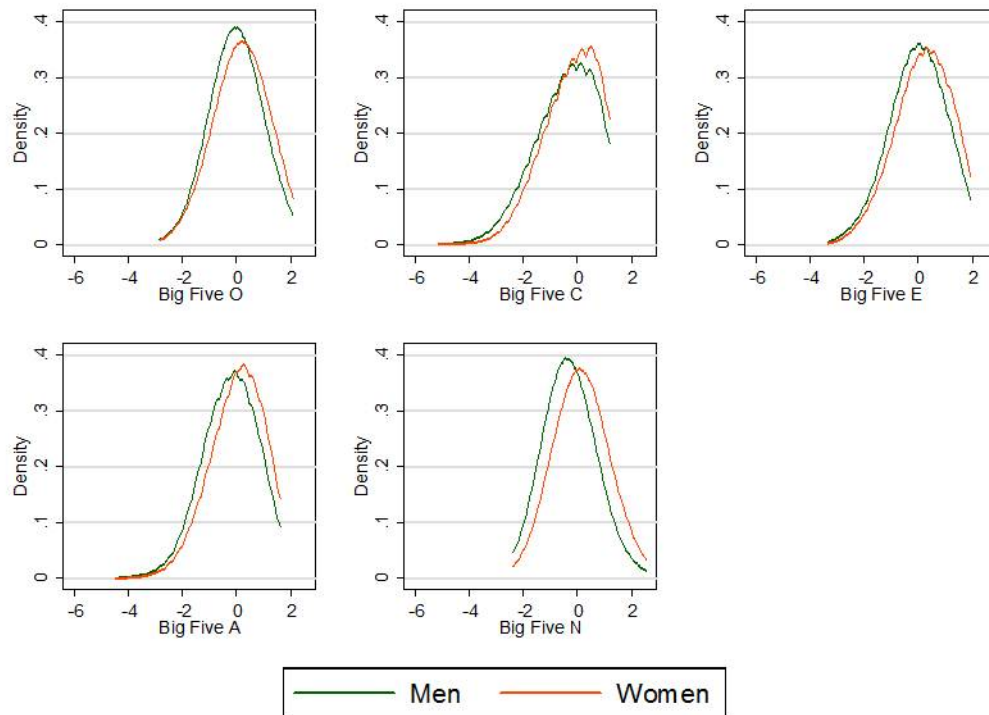 Density
.4
.3
.2
.1
0
-6 -4 -2 0 2
Big Five O
Density
.4
.3
.2
.1
0
-6 -4 -2 0 2
Big Five C
Density
.4
.3
.2
.1
0
-6 -4 -2 0 2
Big Five E
Density
.4
.3
.2
.1
0
-6 -4 -2 0 2
Big Five A
Density
.4
.3
.2
.1
0
-6 -4 -2 0 2
Big Five N
Men Women